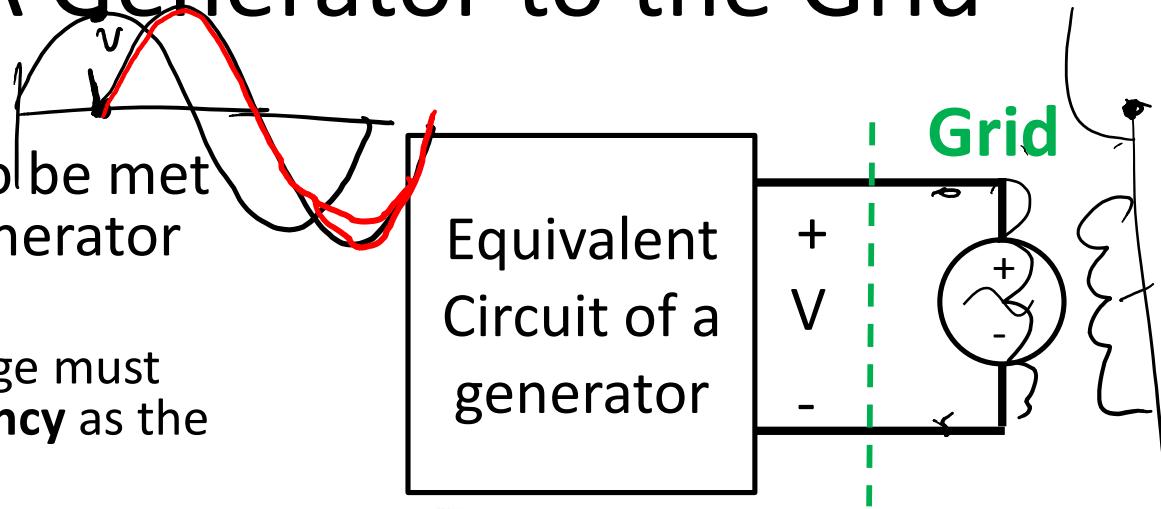 A Generator to the Grid
v
be met
nerator
ge must
ncy as the
Equivalent
Circuit of a
generator
+
V
-
Grid
+
-